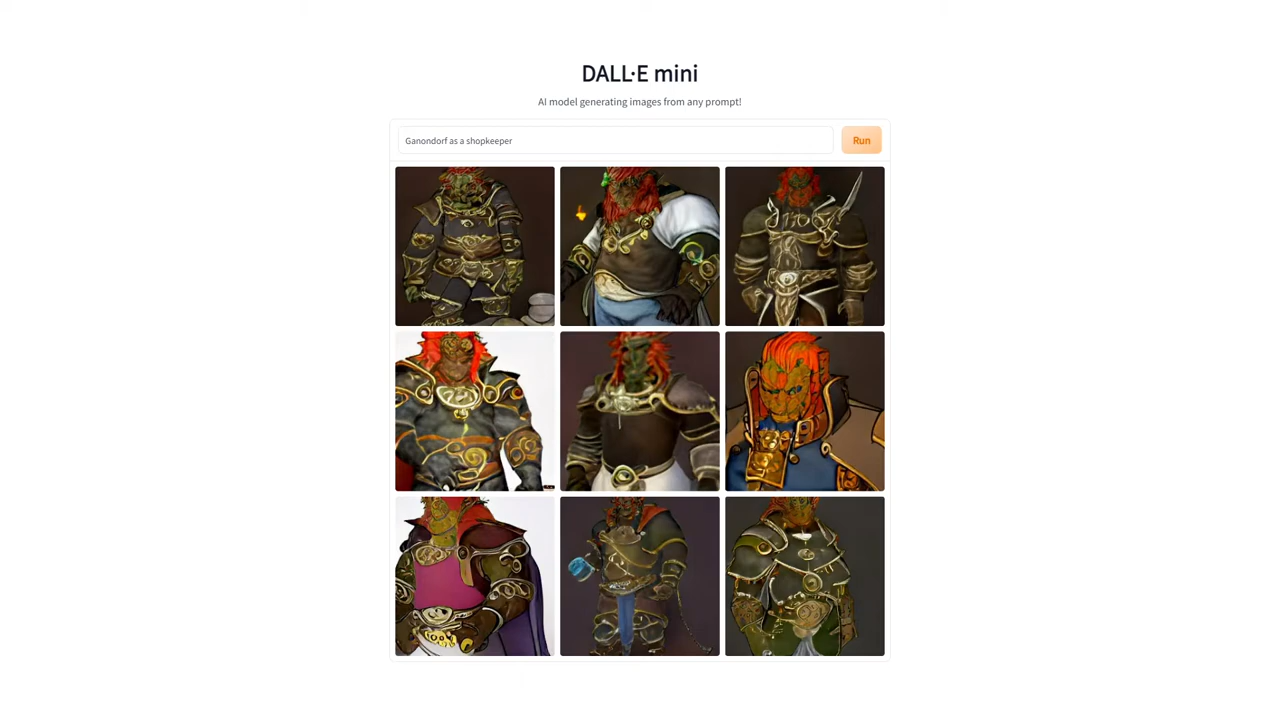 DALL·E mini
AI model generating images from any prompt!
Ganondorf as a shopkeeper
Run